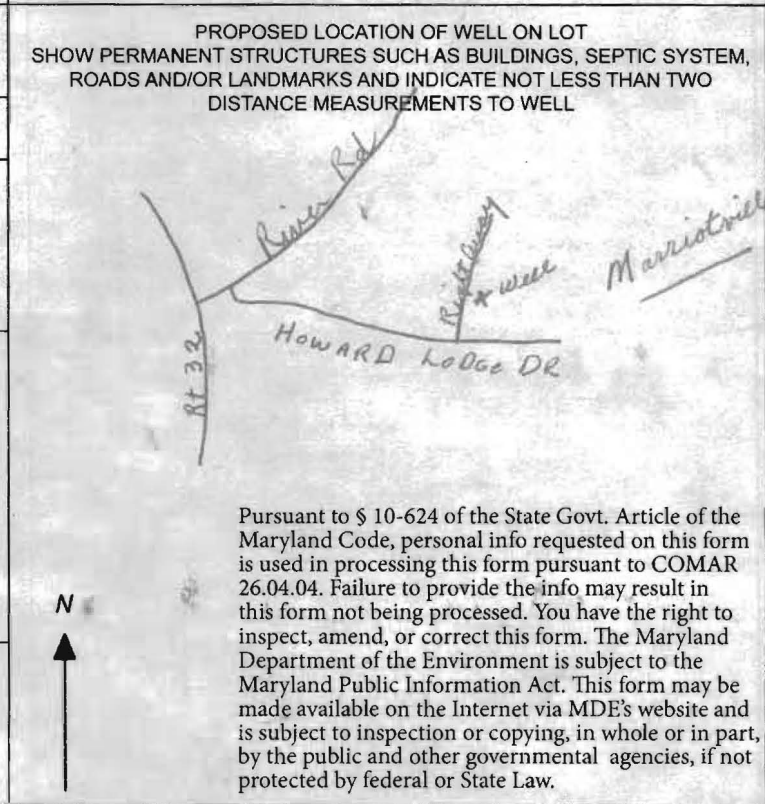 PROPOSED LOCATION OF WELL ON LOT
SHOW PERMANENT STRUCTURES SUCH AS BUILDINGS, SEPTIC SYSTEM,
ROADS AND/OR LANDMARKS AND INDICATE NOT LESS THAN TWO
DISTANCE MEASUREMENTS TO WELL
River Rd
Right Away
* well
Marriotvill
HOWARD LODGE DR
Rt 32
Pursuant to § 10-624 of the State Govt. Article of the
Maryland Code, personal info requested on this form
is used in processing this form pursuant to COMAR
26.04.04. Failure to provide the info may result in
this form not being processed. You have the right to
inspect, amend, or correct this form. The Maryland
Department of the Environment is subject to the
Maryland Public Information Act. This form may be
made available on the Internet via MDE's website and
is subject to inspection or copying, in whole or in part,
by the public and other governmental agencies, if not
protected by federal or State Law.
N